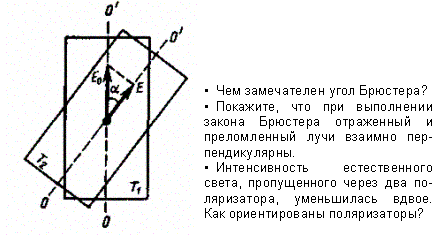 O'
O'
E₀
α
E
T₂
T₁
O
O
• Чем замечателен угол Брюстера?
• Покажите, что при выполнении
закона Брюстера отраженный и
преломленный лучи взаимно пер-
пендикулярны.
• Интенсивность естественного
света, пропущенного через два по-
ляризатора, уменьшилась вдвое.
Как ориентированы поляризаторы?